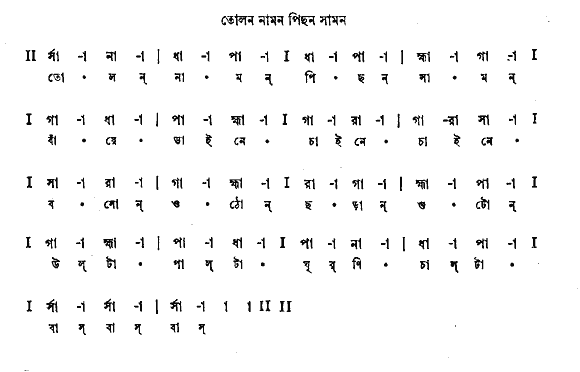 তোলন নামন পিছন সামন
II র্সা -া না -া | ধা -া পা -া I ধা -া পা -া | হ্মা -া গা -া I
তো • ল ন্ না • ম ন্ পি • ছ ন্ সা • ম ন্
I গা -া ধা -া | পা -া হ্মা -া I গা -া রা -া | গা -রা সা -া I
বাঁ • য়ে • ডা ই নে • চা ই নে • চা ই নে •
I সা -া রা -া | গা -া হ্মা -া I রা -া গা -া | হ্মা -া পা -া I
ব • সো ন্ ও • ঠো ন্ ছ • ড়া ন্ গু • টো ন্
I গা -া হ্মা -া | পা -া ধা -া I পা -া না -া | ধা -া পা -া I
উ ল্ টা • পা ল্ টা • ঘূ র্ ণি • চা ল্ টা •
I র্সা -া র্সা -া | র্সা -া া া II II
বা স্ বা স্ বা স্